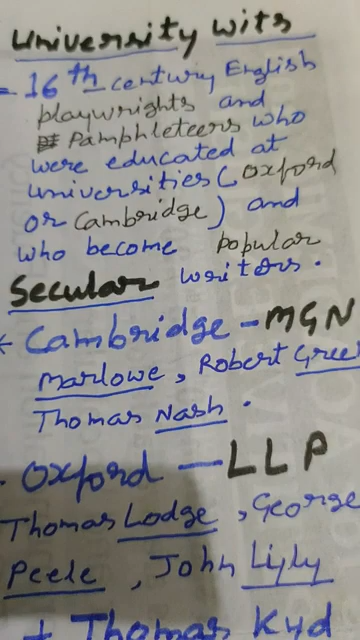 University wits
= 16th century English
playwrights and
Pamphleteers who
were educated at
universities (Oxford
or Cambridge) and
who become popular
Secular writers.
Cambridge - MGN
Marlowe, Robert Gree
Thomas Nash.
Oxford - LLP
Thomas Lodge, George
Peele, John Lyly
+ Thomas Kyd